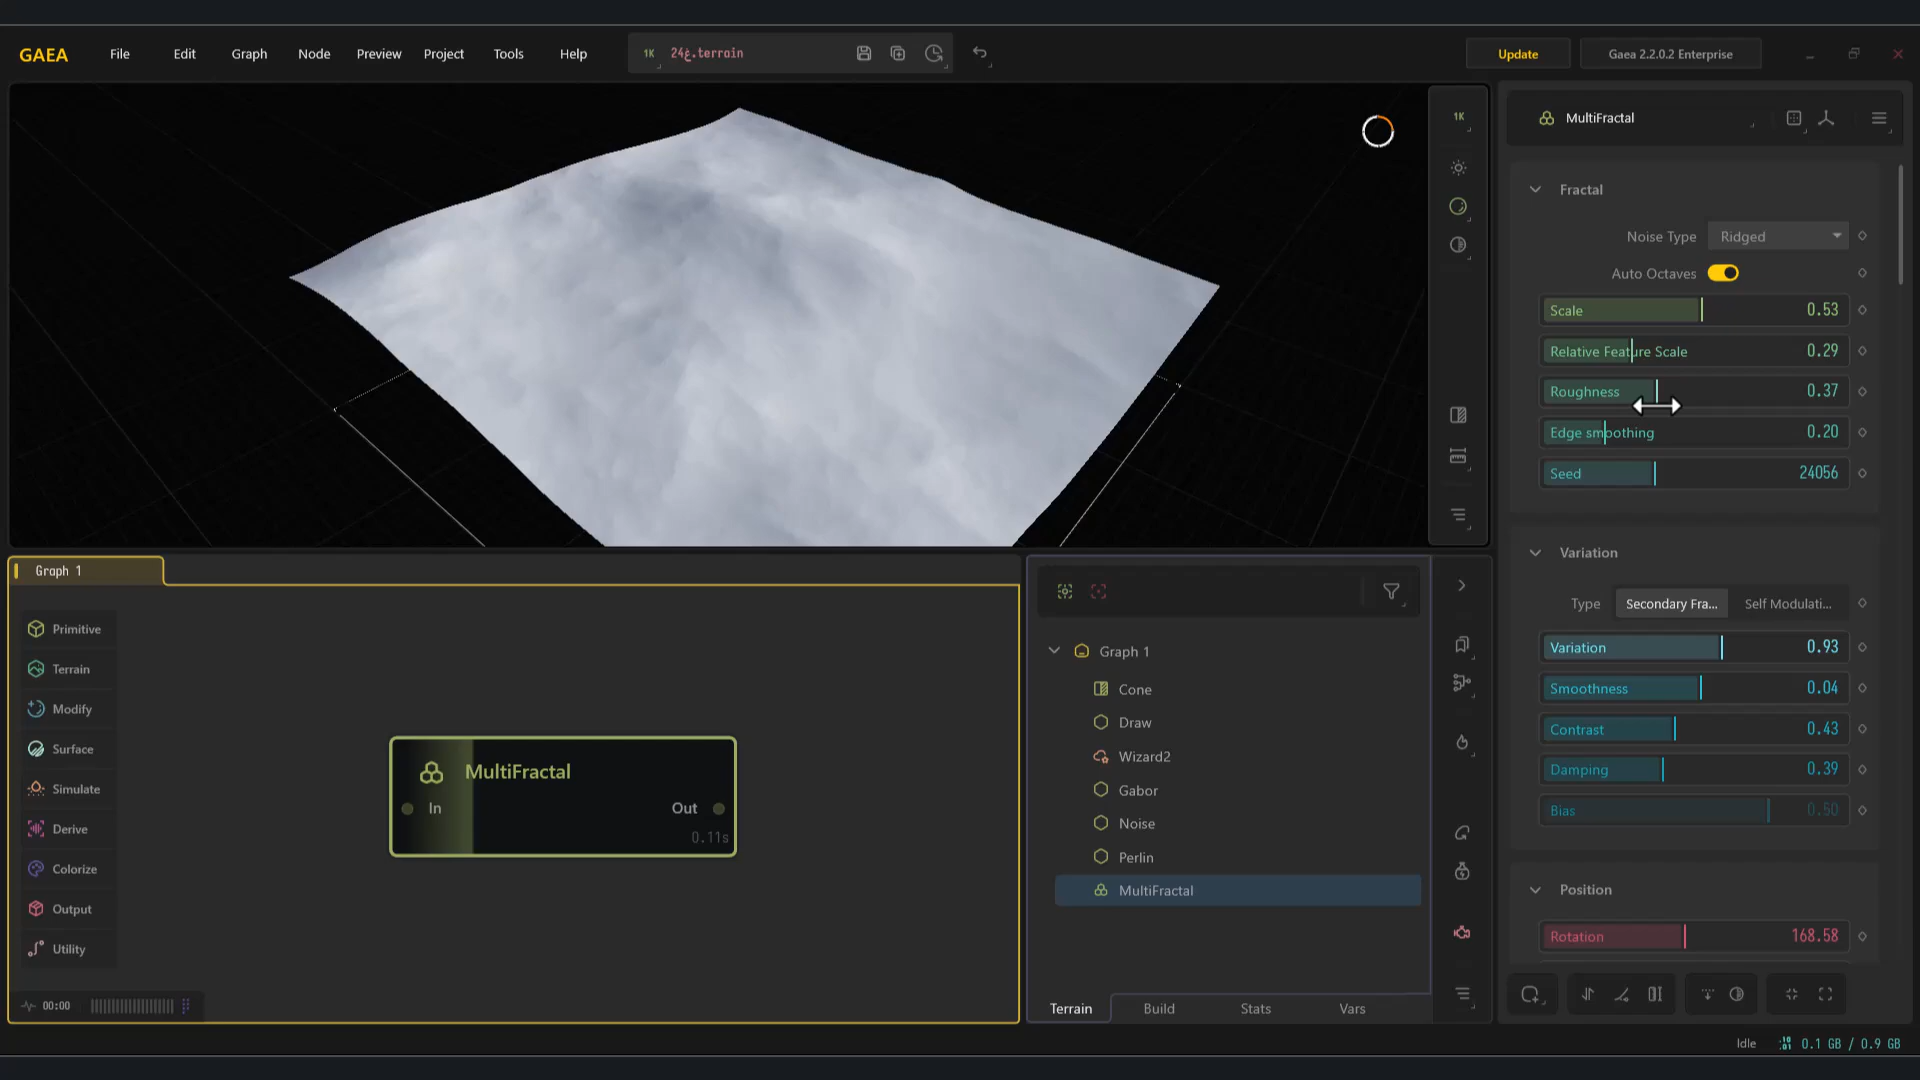 GAEA
File
Edit
Graph
Node
Preview
Project
Tools
Help
1K
24غ.terrain
Update
Gaea 2.2.0.2 Enterprise
1K
MultiFractal
Fractal
Noise Type
Ridged
Auto Octaves
Scale 0.53
Relative Feature Scale 0.29
Roughness 0.37
Edge smoothing 0.20
Seed 24056
Variation
Type
Secondary Fra...
Self Modulati...
Variation 0.93
Smoothness 0.04
Contrast 0.43
Damping 0.39
Bias 0.50
Position
Rotation 168.58
Graph 1
Primitive
Terrain
Modify
Surface
Simulate
Derive
Colorize
Output
Utility
00:00
MultiFractal
In
Out
0.11s
Graph 1
Cone
Draw
Wizard2
Gabor
Noise
Perlin
MultiFractal
Terrain
Build
Stats
Vars
Idle
0.1 GB / 0.9 GB